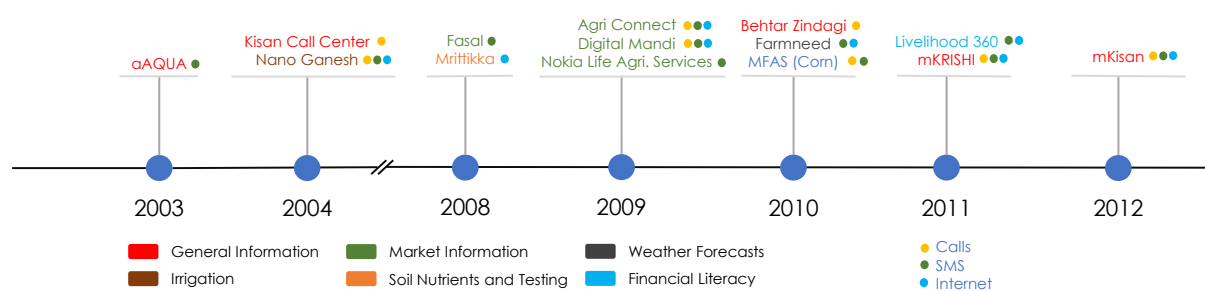 aAQUA
Kisan Call Center
Nano Ganesh
Fasal
Mrittikka
Agri Connect
Digital Mandi
Nokia Life Agri. Services
Behtar Zindagi
Farmneed
MFAS (Corn)
Livelihood 360
mKRISHI
mKisan
2003
2004
2008
2009
2010
2011
2012
General Information
Market Information
Weather Forecasts
Irrigation
Soil Nutrients and Testing
Financial Literacy
Calls
SMS
Internet